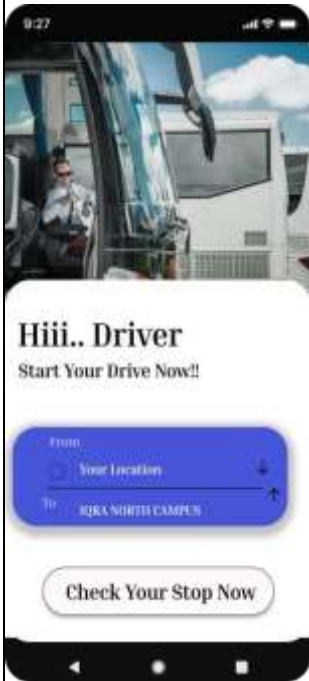 9:27
Hiii.. Driver
Start Your Drive Now!!
From
Your Location
To
IQRA NORTH CAMPUS
Check Your Stop Now